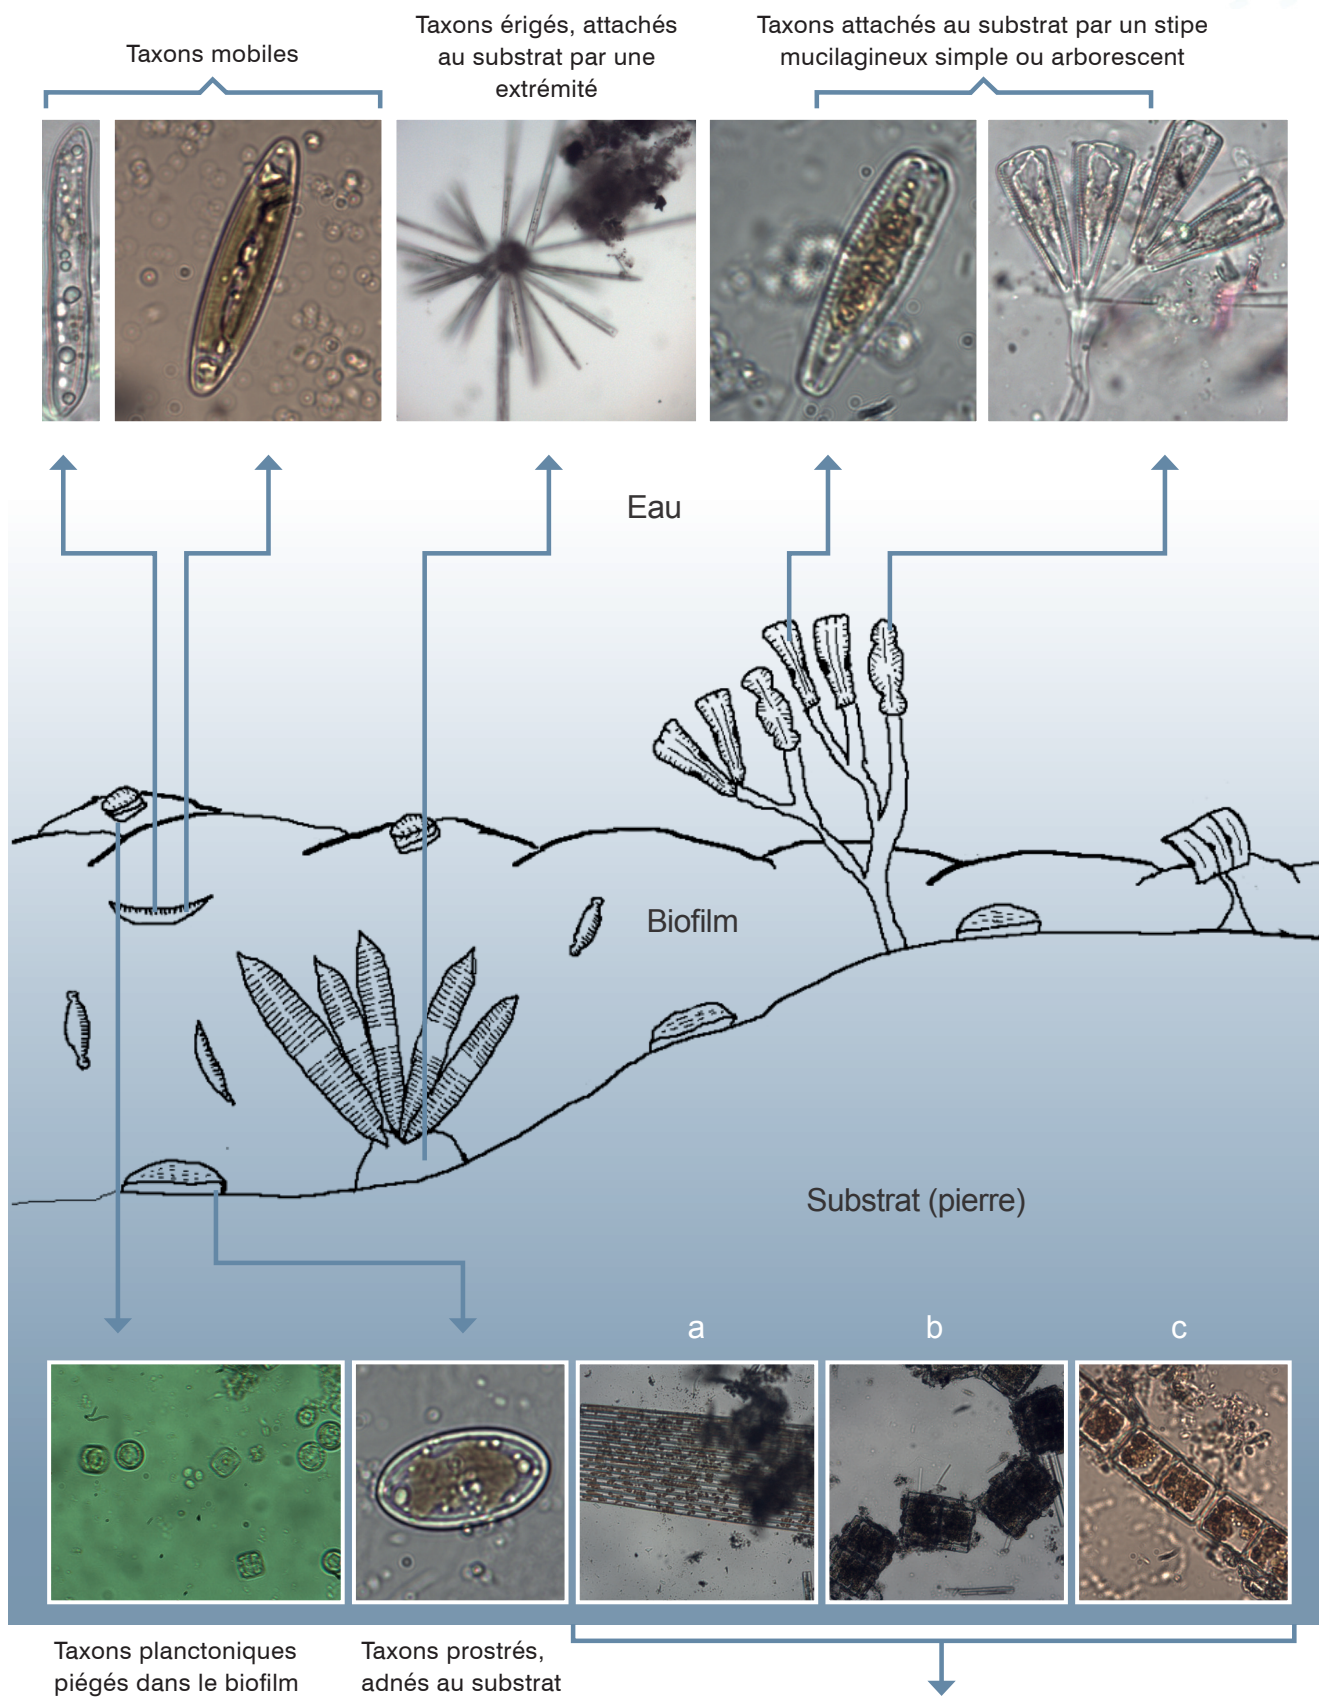 Taxons mobiles
Taxons érigés, attachés
au substrat par une
extrémité
Taxons attachés au substrat par un stipe
mucilagineux simple ou arborescent
Eau
Biofilm
Substrat (pierre)
a
b
c
Taxons planctoniques
piégés dans le biofilm
Taxons prostrés,
adnés au substrat